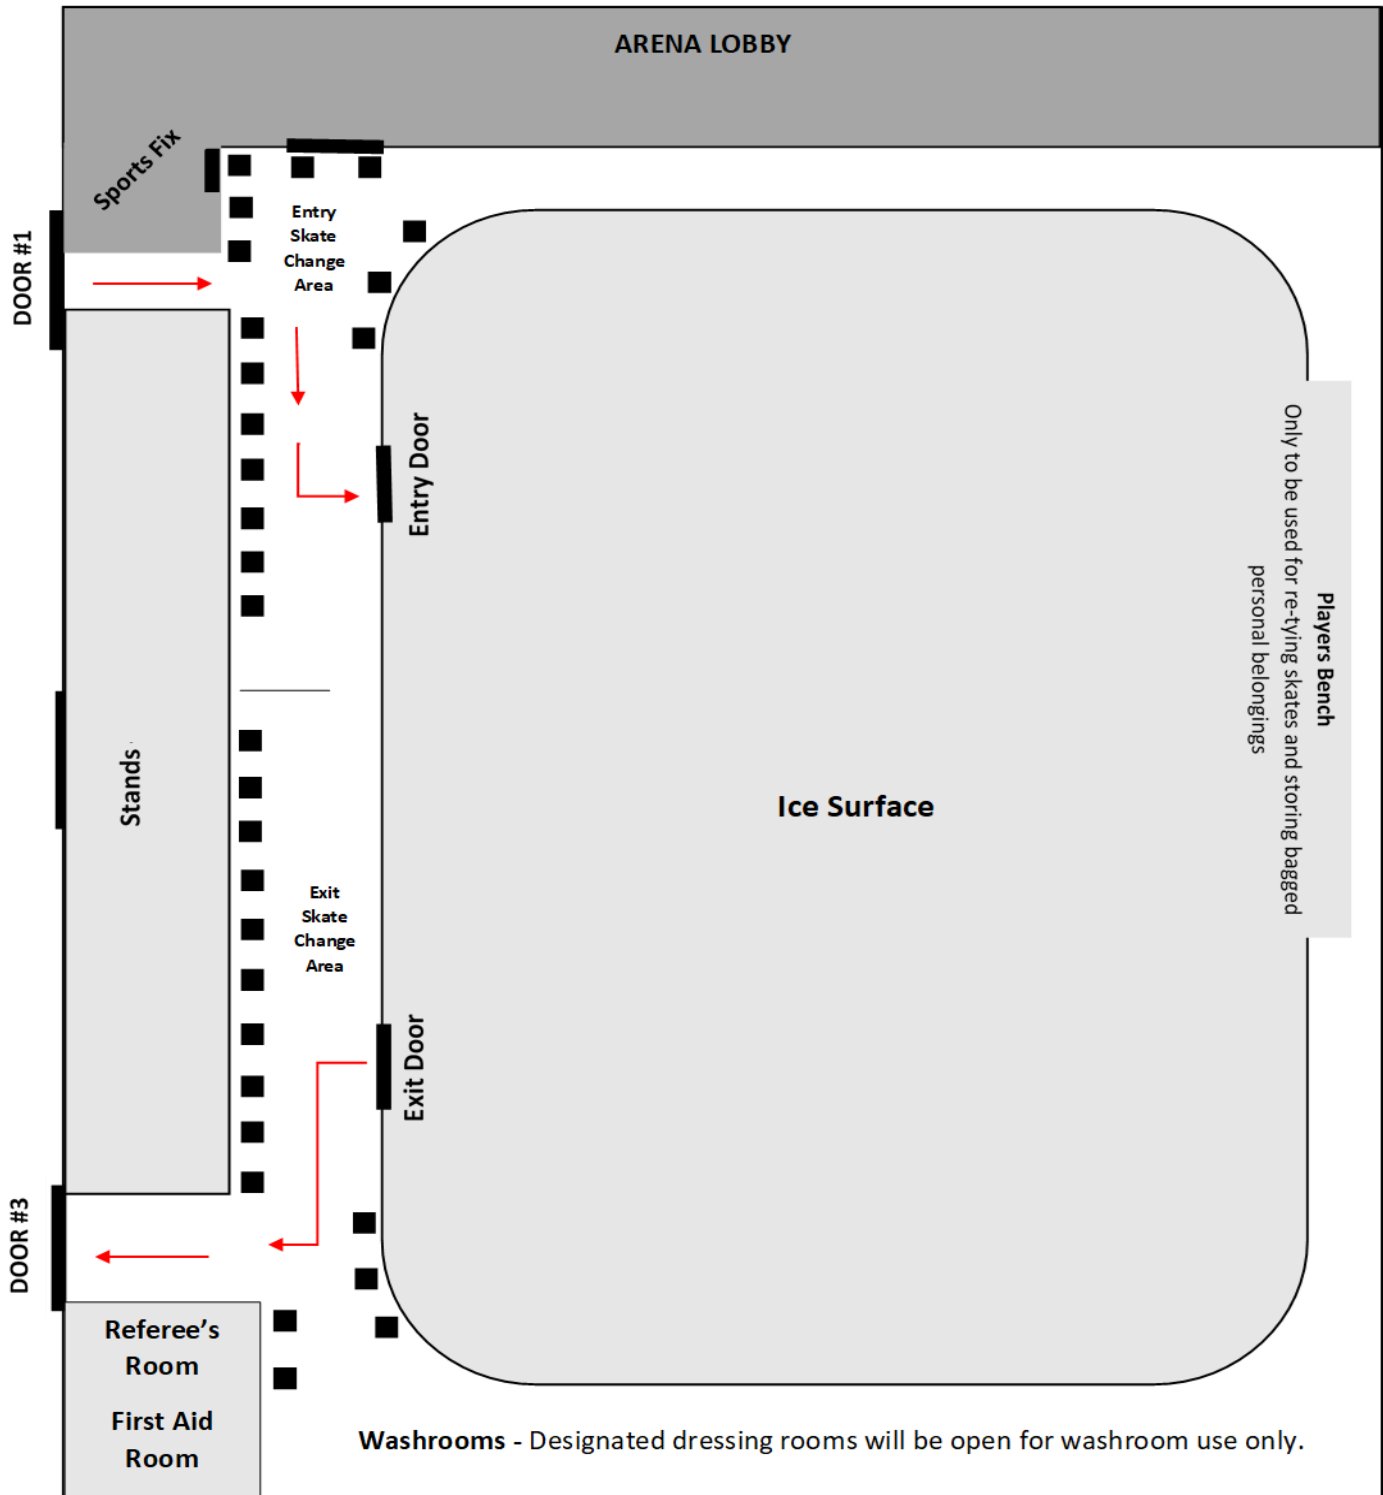 ARENA LOBBY
Sports Fix
DOOR #1
Entry
Skate
Change
Area
Entry Door
Only to be used for re-tying skates and storing bagged
personal belongings
Players Bench
Stands
Ice Surface
Exit
Skate
Change
Area
Exit Door
DOOR #3
Referee’s
Room
First Aid
Room
Washrooms - Designated dressing rooms will be open for washroom use only.